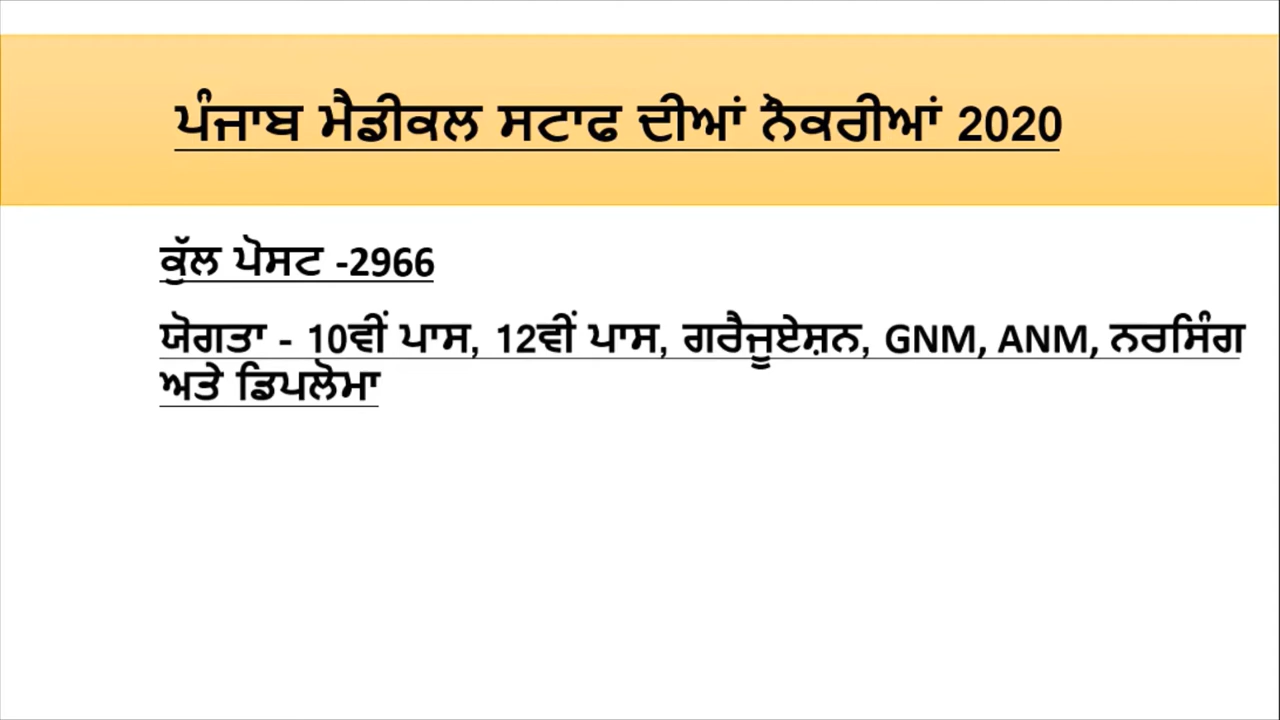 ਪੰਜਾਬ ਮੈਡੀਕਲ ਸਟਾਫ ਦੀਆਂ ਨੌਕਰੀਆਂ 2020
ਕੁੱਲ ਪੋਸਟ -2966
ਯੋਗਤਾ - 10ਵੀਂ ਪਾਸ, 12ਵੀਂ ਪਾਸ, ਗਰੈਜੂਏਸ਼ਨ, GNM, ANM, ਨਰਸਿੰਗ
ਅਤੇ ਡਿਪਲੋਮਾ